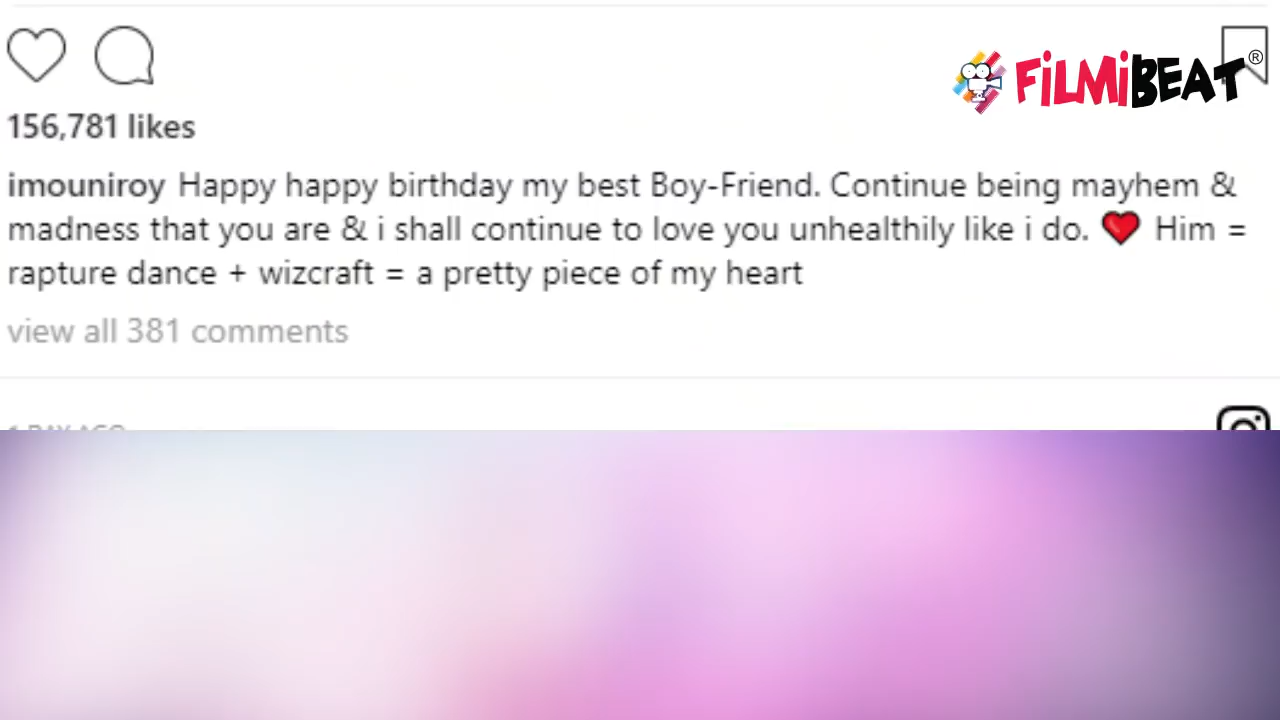 FiLMiBEAT®
156,781 likes
imouniroy Happy happy birthday my best Boy-Friend. Continue being mayhem &
madness that you are & i shall continue to love you unhealthily like i do. ❤️ Him =
rapture dance + wizcraft = a pretty piece of my heart
view all 381 comments